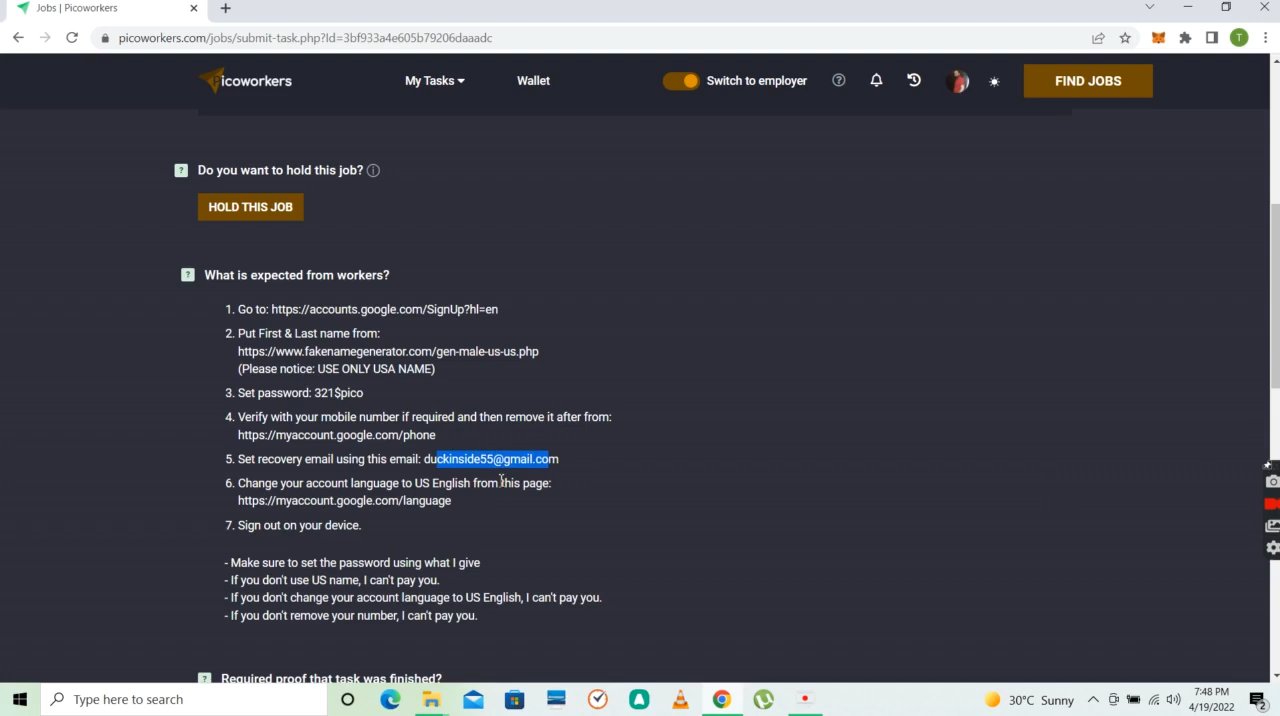 Jobs | Picoworkers
picoworkers.com/jobs/submit-task.php?Id=3bf933a4e605b79206daaadc
T
Picoworkers
My Tasks
Wallet
Switch to employer
FIND JOBS
? Do you want to hold this job?
HOLD THIS JOB
? What is expected from workers?
1. Go to: https://accounts.google.com/SignUp?hl=en
2. Put First & Last name from:
https://www.fakenamegenerator.com/gen-male-us-us.php
(Please notice: USE ONLY USA NAME)
3. Set password: 321$pico
4. Verify with your mobile number if required and then remove it after from:
https://myaccount.google.com/phone
5. Set recovery email using this email: duckinside55@gmail.com
6. Change your account language to US English from this page:
https://myaccount.google.com/language
7. Sign out on your device.
- Make sure to set the password using what I give
- If you don't use US name, I can't pay you.
- If you don't change your account language to US English, I can't pay you.
- If you don't remove your number, I can't pay you.
? Required proof that task was finished?
Type here to search
30°C Sunny
7:48 PM
4/19/2022
2